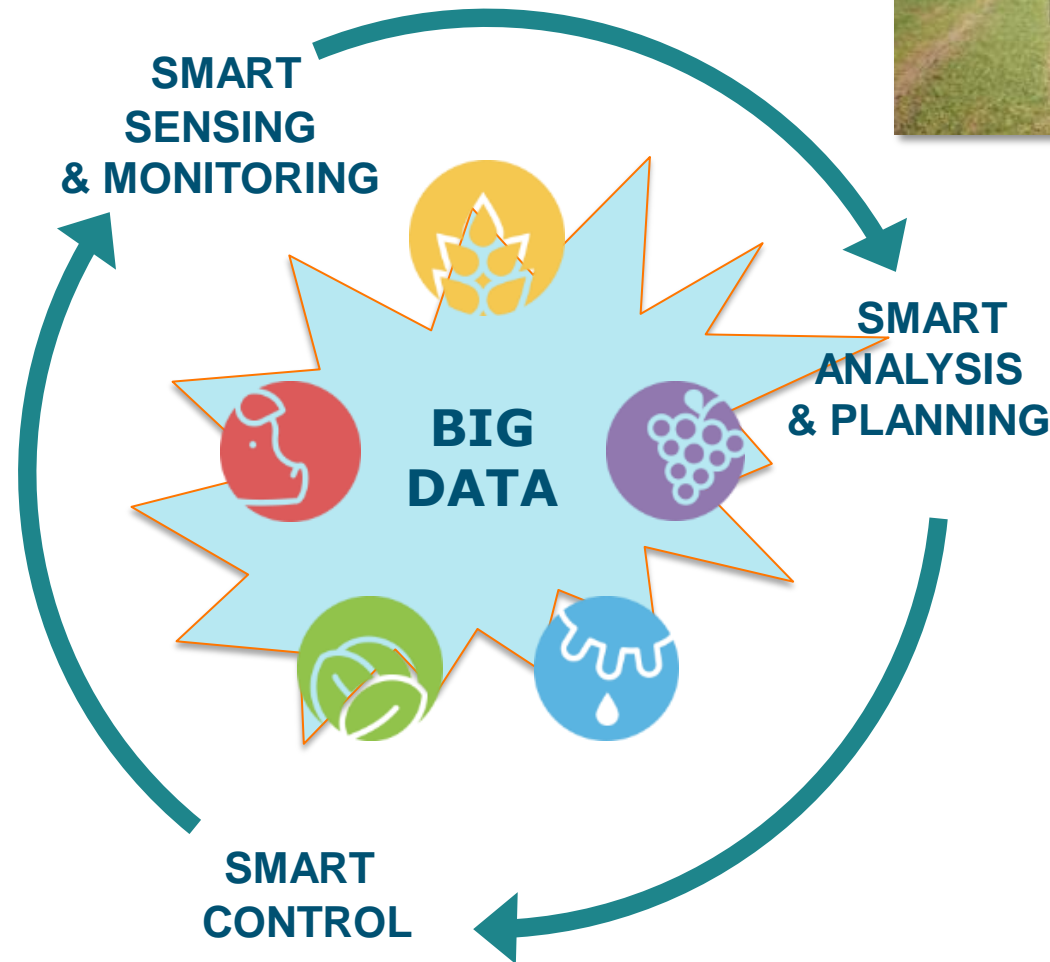 SMART
SENSING
& MONITORING
SMART
ANALYSIS
& PLANNING
BIG
DATA
SMART
CONTROL